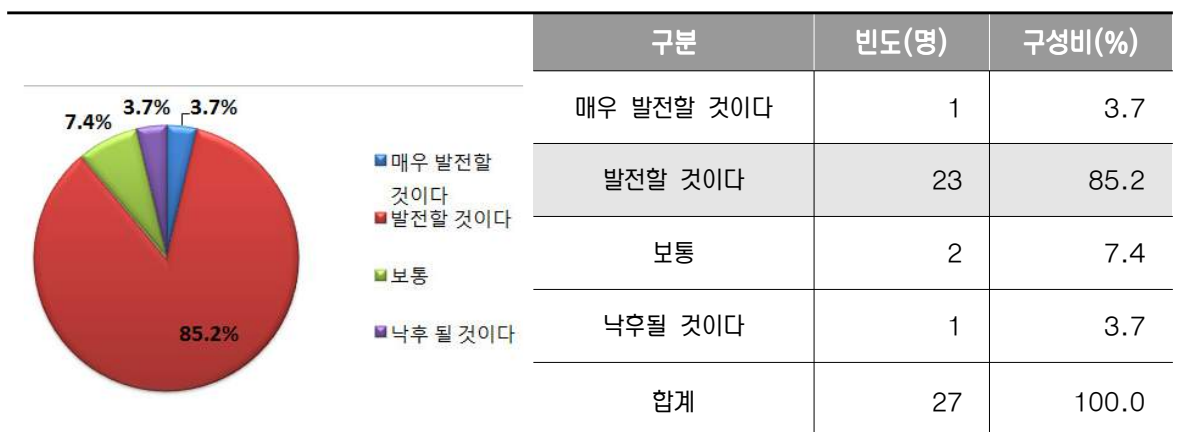 3.7% 3.7%
7.4%
85.2%
매우 발전할
것이다
발전할 것이다
보통
낙후 될 것이다
구분 빈도(명) 구성비(%)
매우 발전할 것이다 1 3.7
발전할 것이다 23 85.2
보통 2 7.4
낙후될 것이다 1 3.7
합계 27 100.0